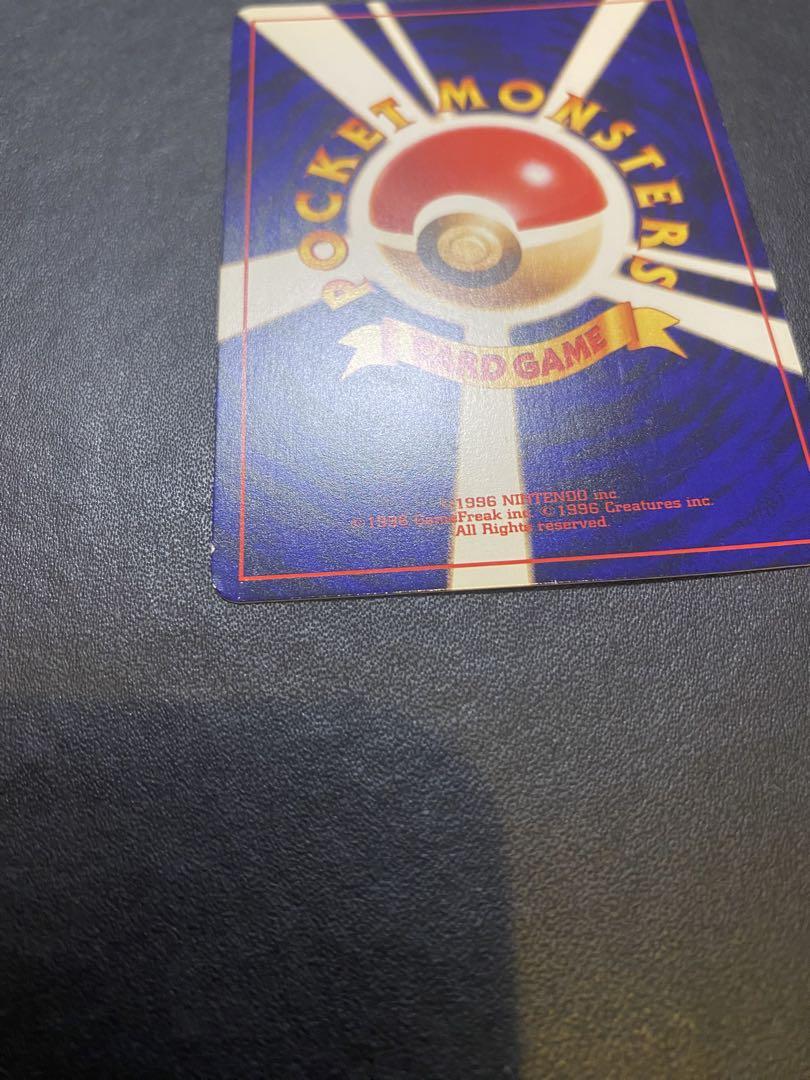 POCKET MONSTERS
CARD GAME
©1996 NINTENDO inc.
©1996 GameFreak inc. ©1996 Creatures inc.
All Rights reserved.